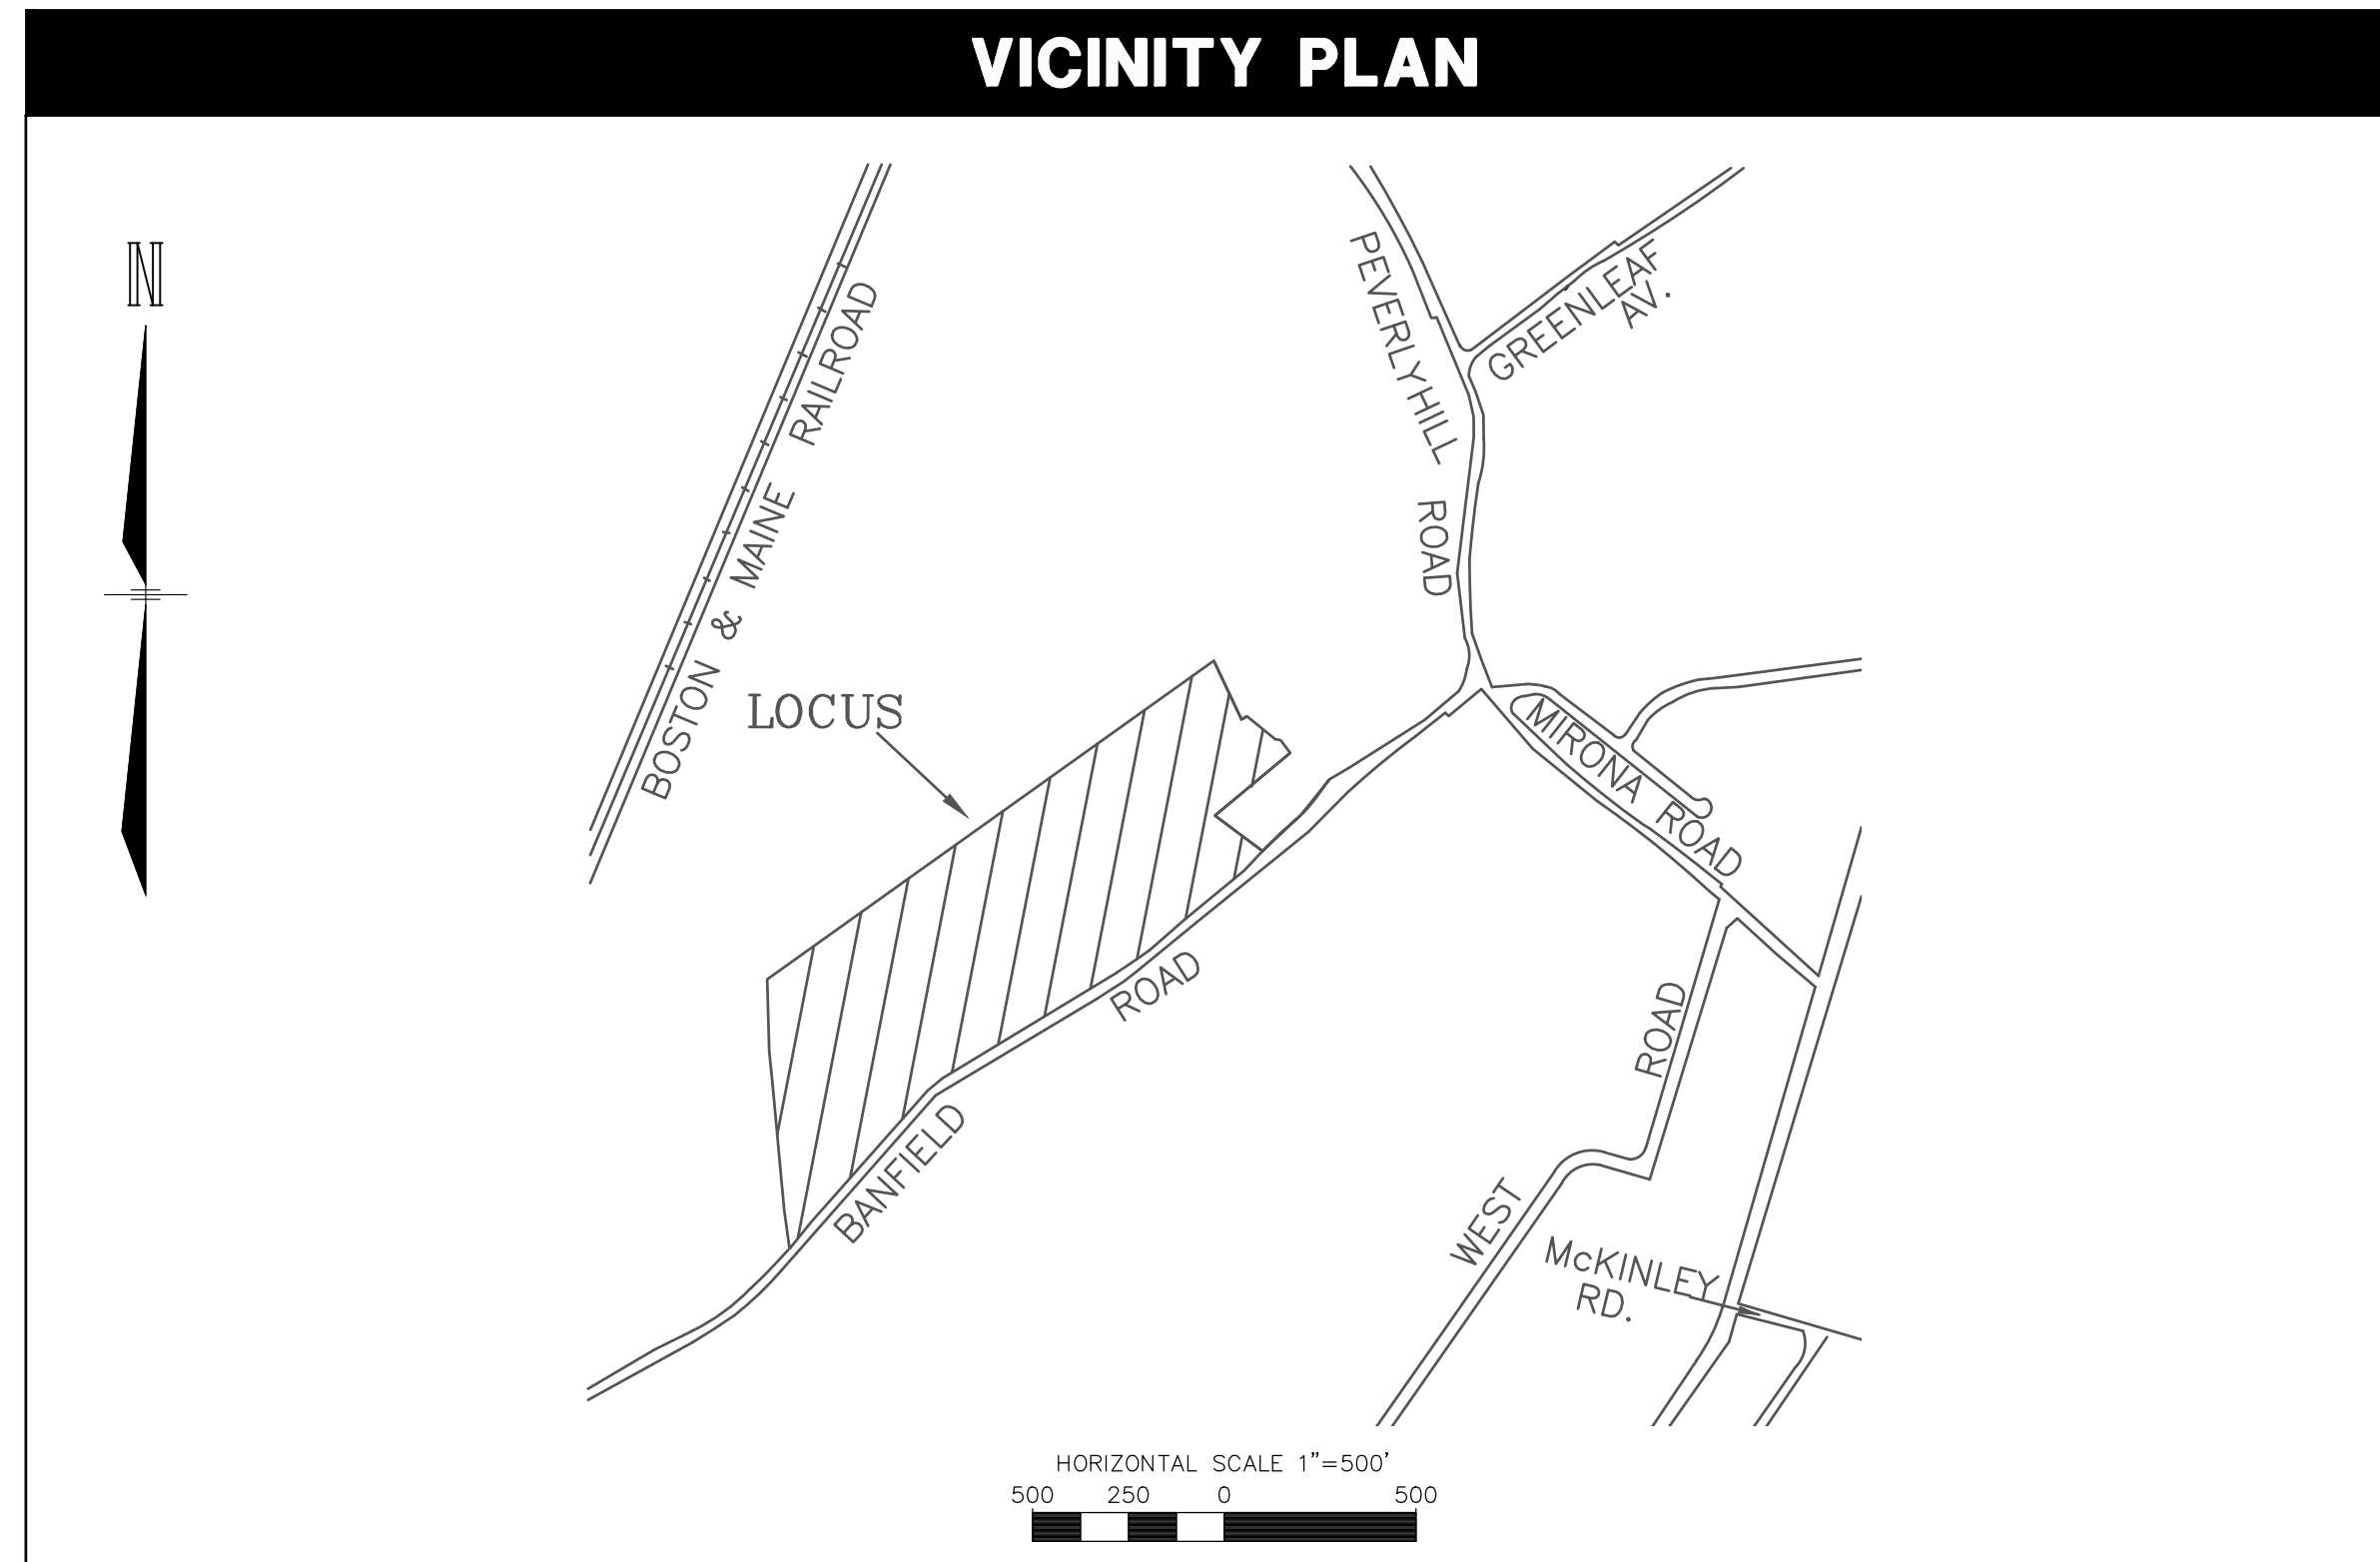 VICINITY PLAN
N
BOSTON & MAINE RAILROAD
PEVERLYHILL ROAD
GREENLEAF
AV.
LOCUS
MIRONA ROAD
BANFIELD ROAD
WEST ROAD
McKINLEY
RD.
HORIZONTAL SCALE 1"=500'
500 250 0 500